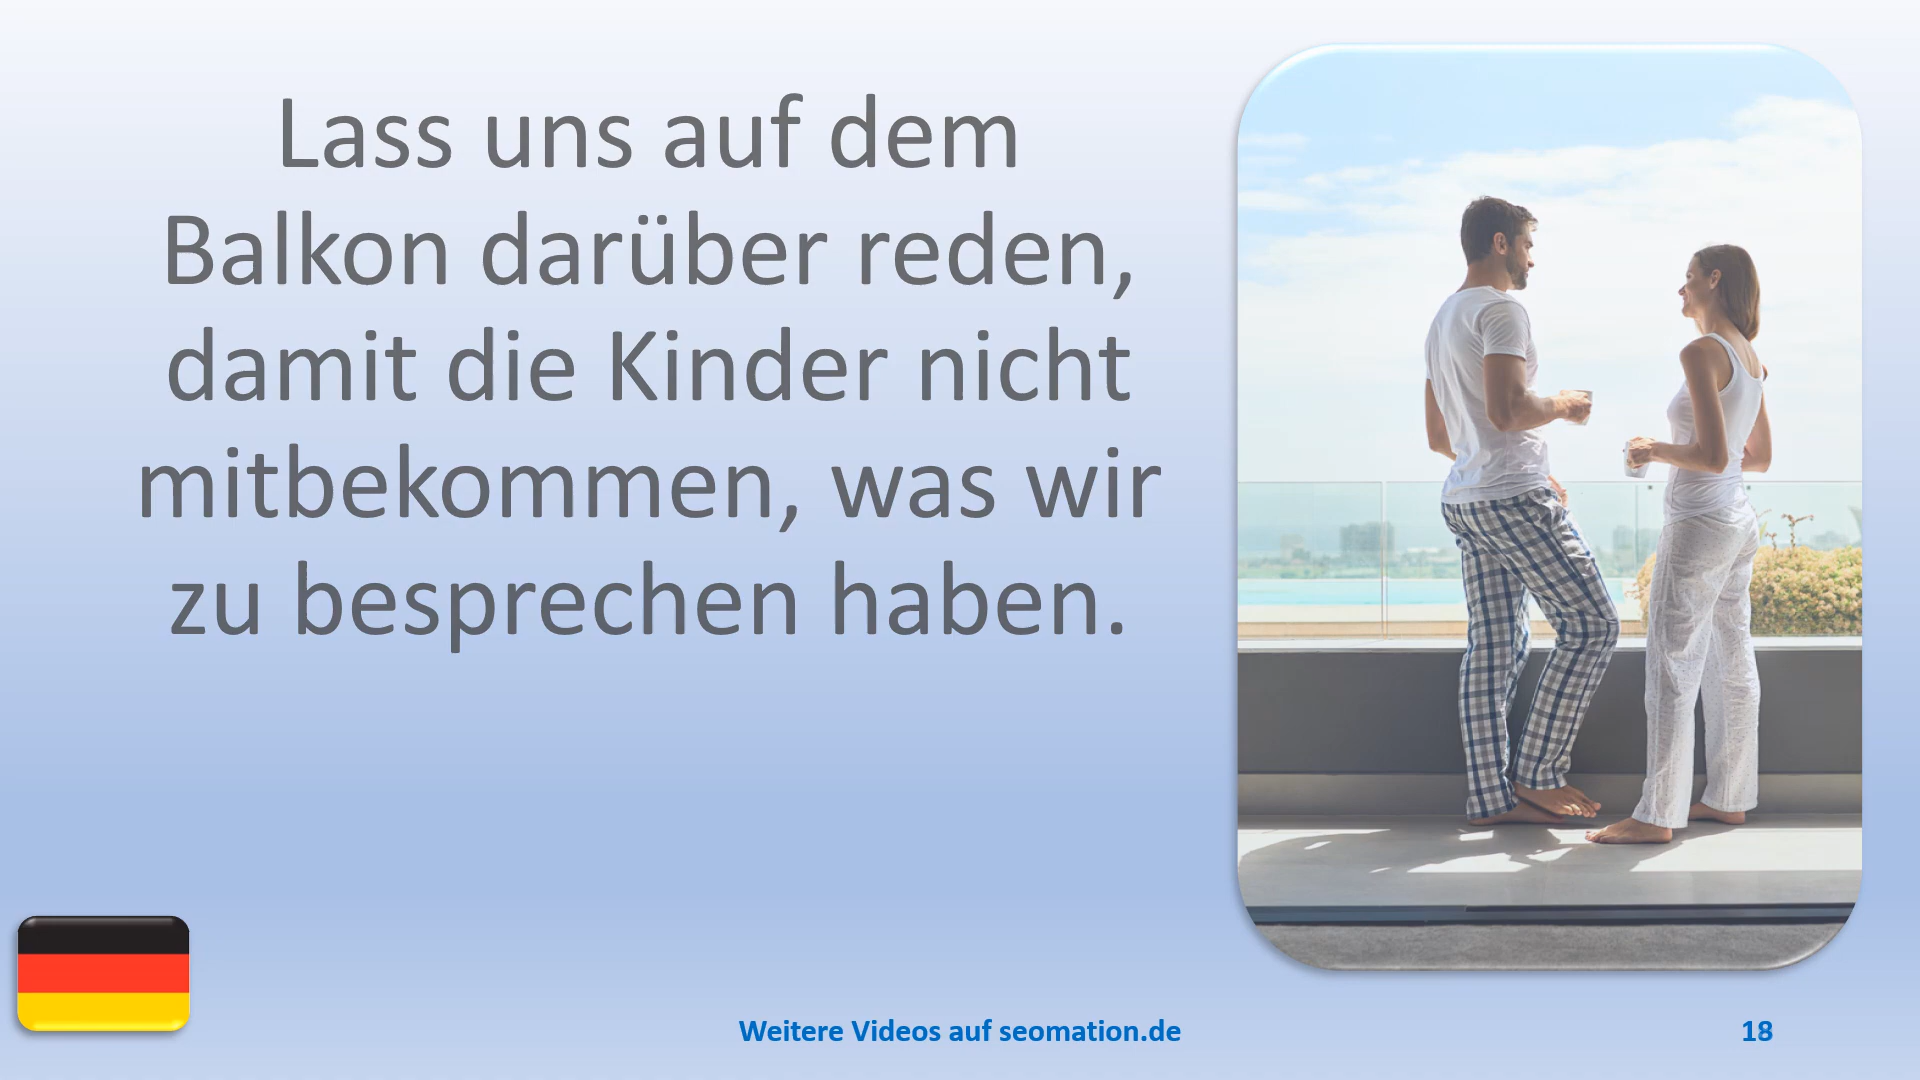 Lass uns auf dem
Balkon darüber reden,
damit die Kinder nicht
mitbekommen, was wir
zu besprechen haben.
Weitere Videos auf seomation.de
18